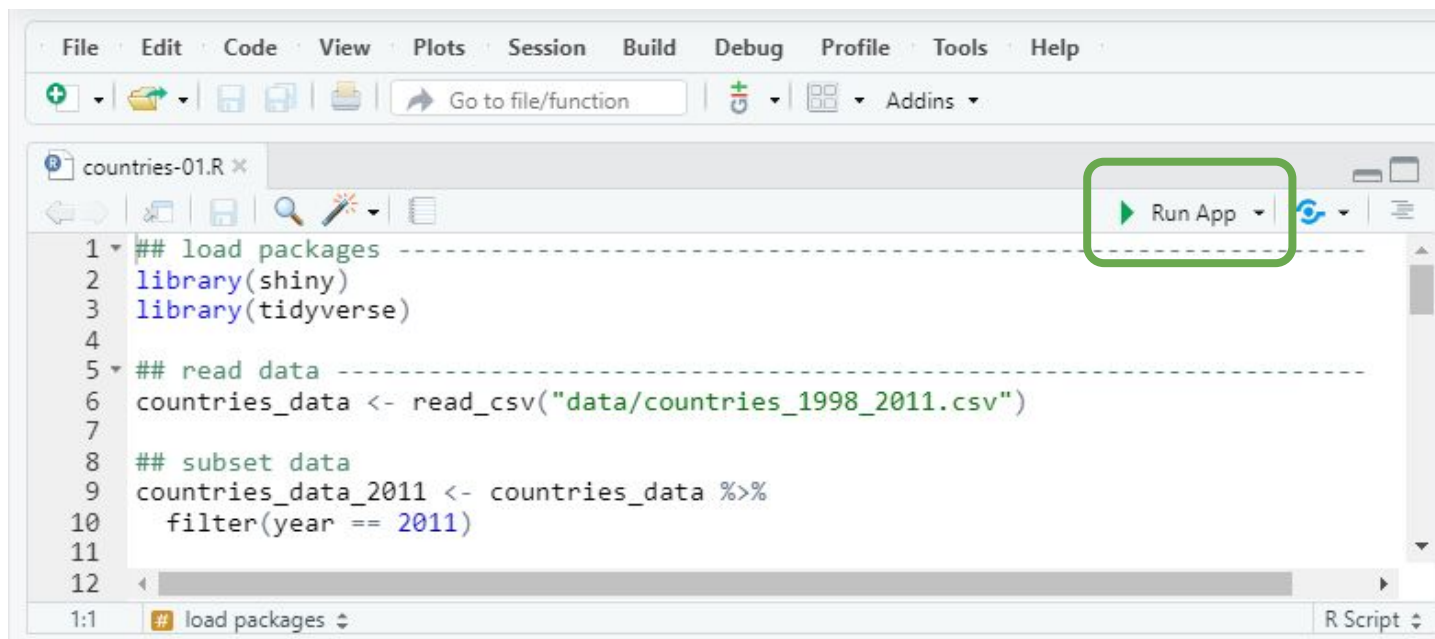 File Edit Code View Plots Session Build Debug Profile Tools Help
Go to file/function Addins
countries-01.R
Run App
1 ## load packages ----------------------------------------------------------------
2 library(shiny)
3 library(tidyverse)
4
5 ## read data --------------------------------------------------------------------
6 countries_data <- read_csv("data/countries_1998_2011.csv")
7
8 ## subset data
9 countries_data_2011 <- countries_data %>%
10 filter(year == 2011)
11
12
1:1 # load packages R Script